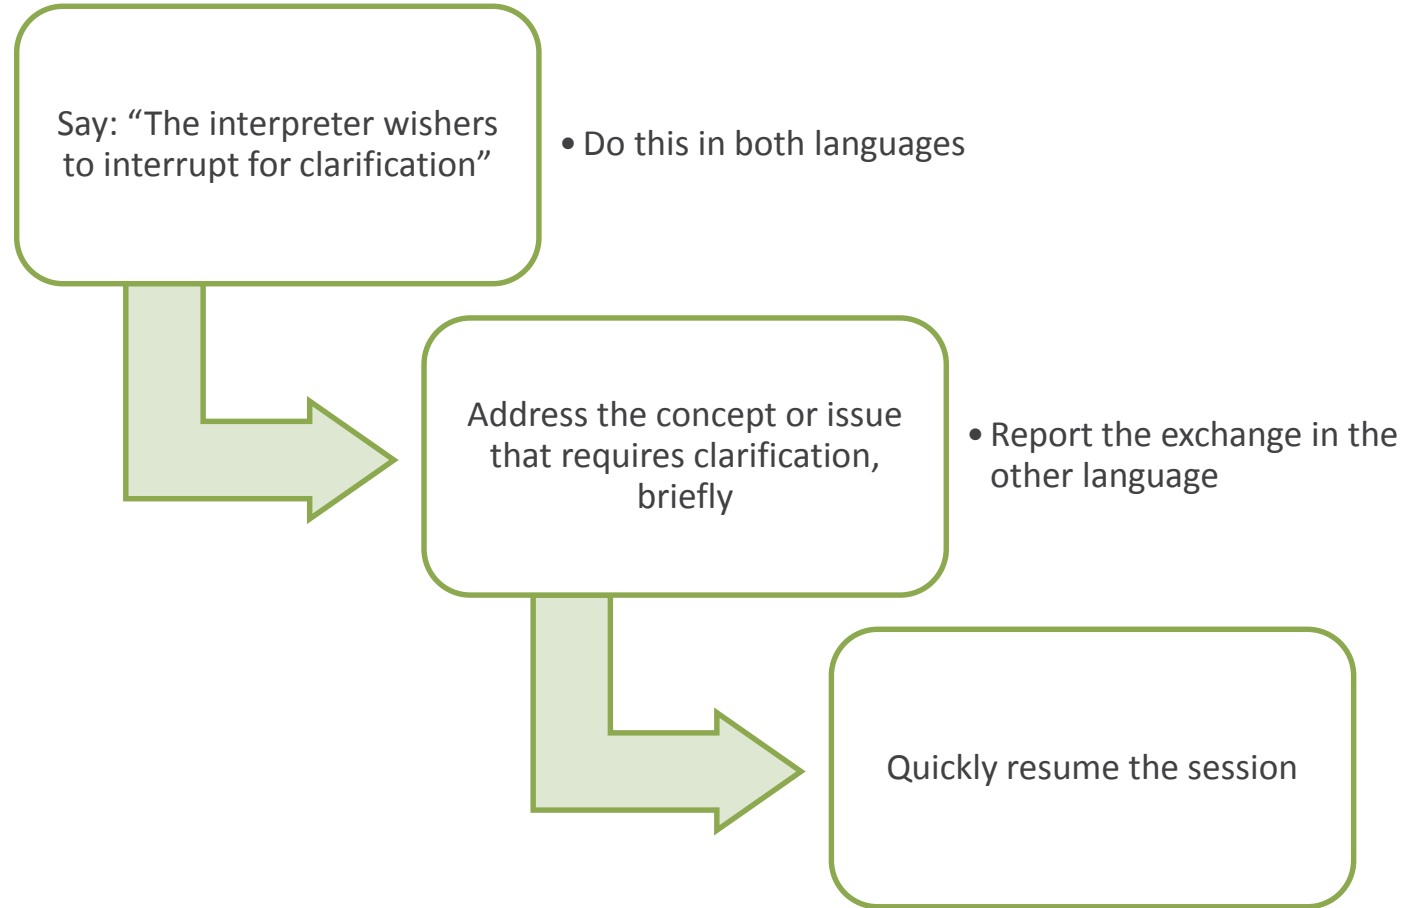 Say: “The interpreter wishers
to interrupt for clarification”
• Do this in both languages
Address the concept or issue
that requires clarification,
briefly
• Report the exchange in the
other language
Quickly resume the session